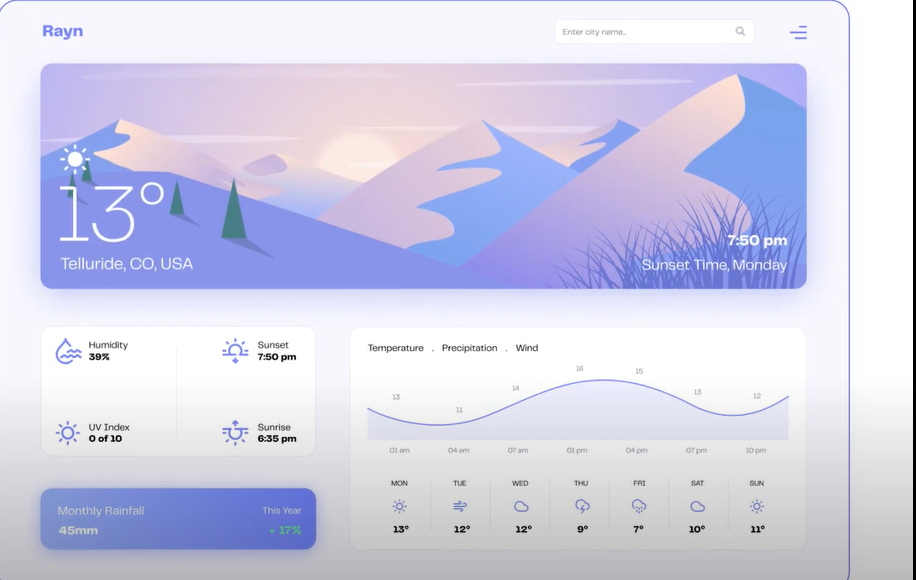 Rayn
Enter city name..
13°
Telluride, CO, USA
7:50 pm
Sunset Time, Monday
Humidity
39%
Sunset
7:50 pm
UV Index
0 of 10
Sunrise
6:35 pm
Monthly Rainfall
This Year
45mm
+ 17%
Temperature . Precipitation . Wind
13 11 14 16 15 13 12
01 am 04 am 07 am 01 pm 04 pm 07 pm 10 pm
MON TUE WED THU FRI SAT SUN
13° 12° 12° 9° 7° 10° 11°